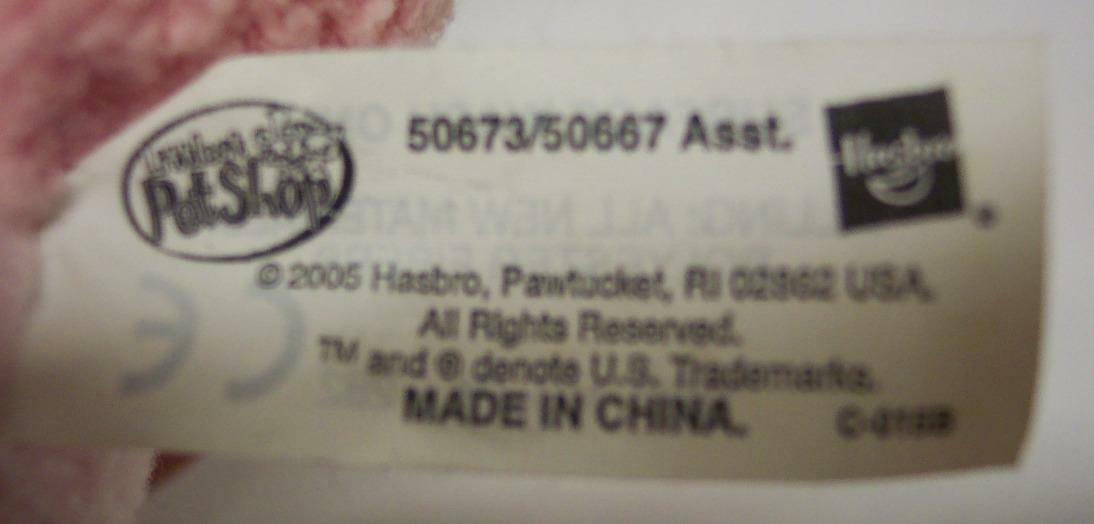 Littlest
Pet Shop
50673/50667 Asst.
Hasbro
®
© 2005 Hasbro, Pawtucket, RI 02862 USA.
All Rights Reserved.
TM and ® denote U.S. Trademarks.
MADE IN CHINA.